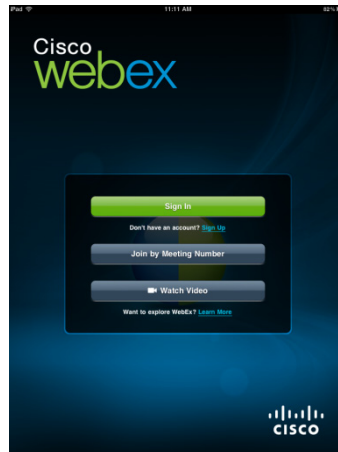 iPad 11:11 AM 82%
Cisco
webex
Sign In
Don't have an account? Sign Up
Join by Meeting Number
Watch Video
Want to explore WebEx? Learn More
CISCO